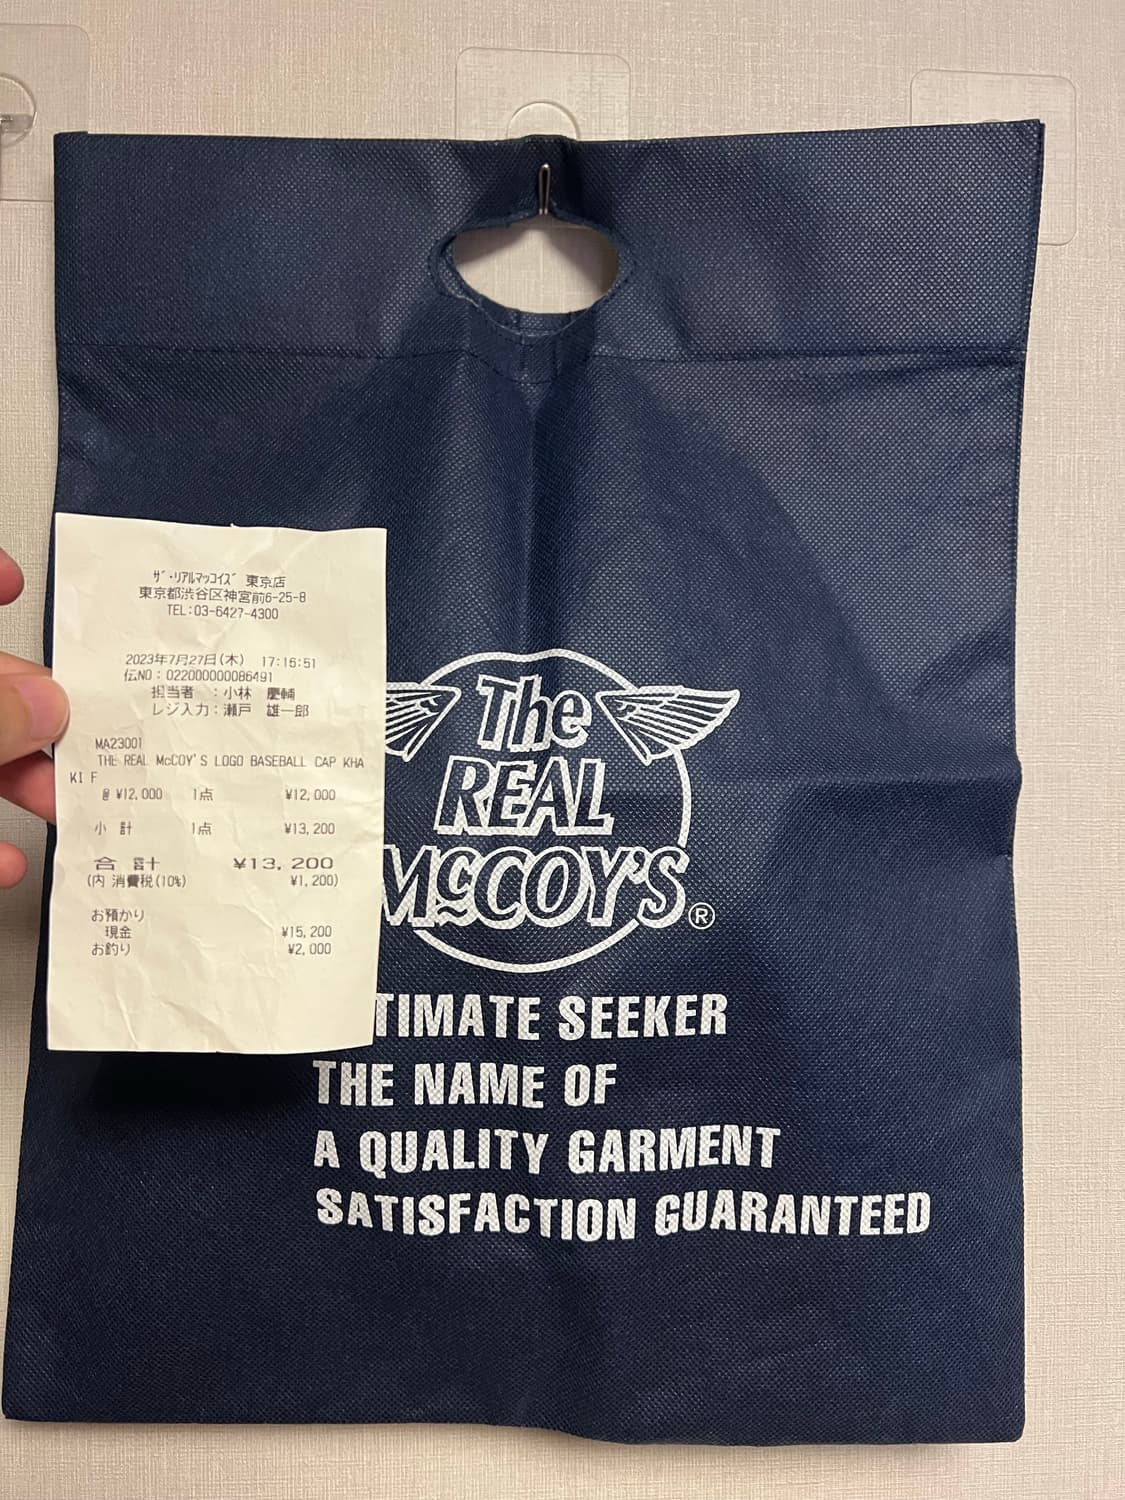 ザ・リアルマッコイズ 東京店
東京都渋谷区神宮前6-25-8
TEL:03-6427-4300
2023年7月27日(木) 17:16:51
伝NO:022000000086491
担当者 :小林 慶輔
レジ入力:瀬戸 雄一郎
MA23001
THE REAL McCOY'S LOGO BASEBALL CAP KHA
KI F
@ ¥12,000 1点 ¥12,000
小 計 1点 ¥13,200
合 計 ¥13,200
(内 消費税(10%) ¥1,200)
お預かり
現金 ¥15,200
お釣り ¥2,000
The
REAL
McCOY'S®
TIMATE SEEKER
THE NAME OF
A QUALITY GARMENT
SATISFACTION GUARANTEED